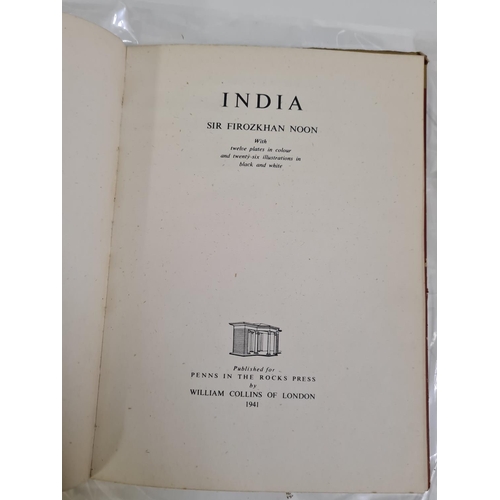 INDIA
SIR FIROZKHAN NOON
With
twelve plates in colour
and twenty-six illustrations in
black and white
Published for
PENNS IN THE ROCKS PRESS
by
WILLIAM COLLINS OF LONDON
1941